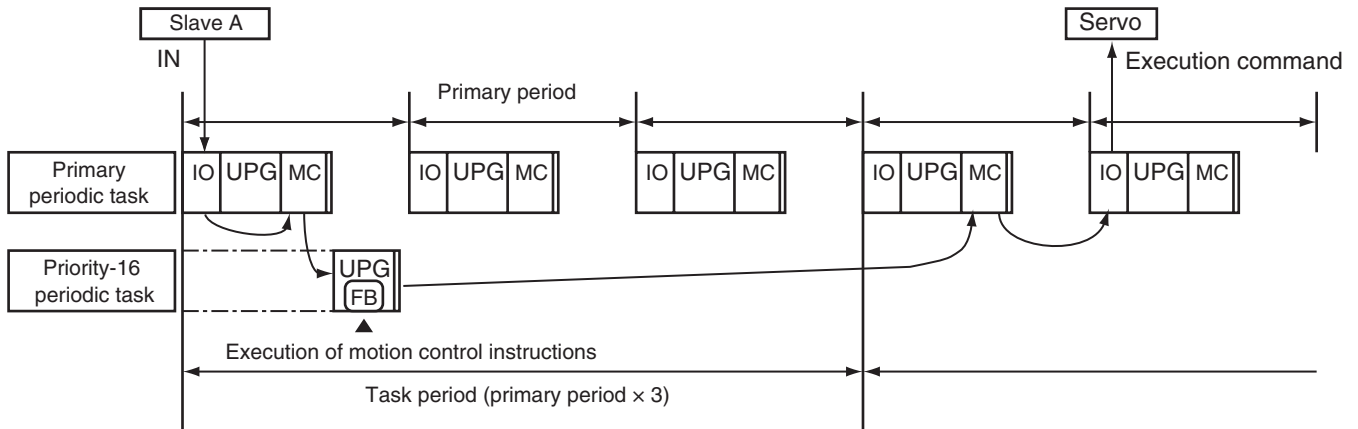 Slave A
Servo
IN
Execution command
Primary period
Primary
periodic task
IO UPG MC
IO UPG MC
IO UPG MC
IO UPG MC
IO UPG MC
Priority-16
periodic task
UPG
FB
Execution of motion control instructions
Task period (primary period × 3)